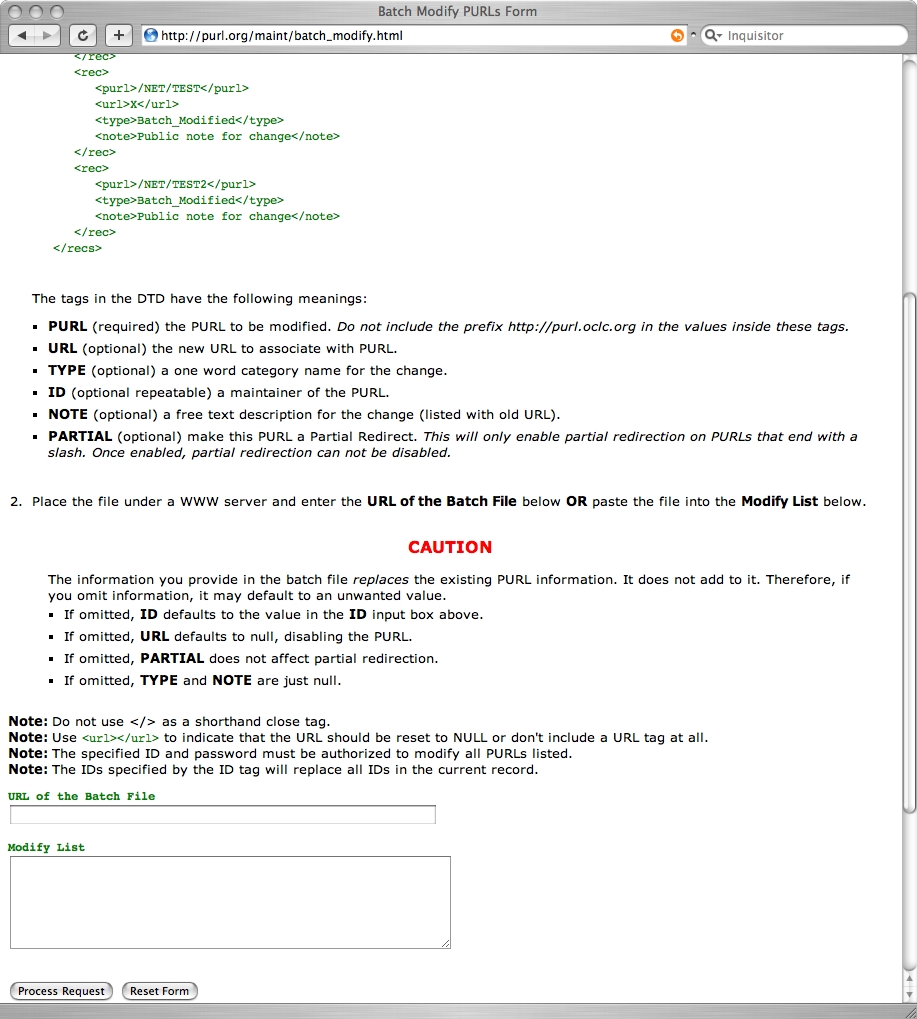 Batch Modify PURLs Form
http://purl.org/maint/batch_modify.html
Inquisitor
</rec>
<rec>
<purl>/NET/TEST</purl>
<url>X</url>
<type>Batch_Modified</type>
<note>Public note for change</note>
</rec>
<rec>
<purl>/NET/TEST2</purl>
<type>Batch_Modified</type>
<note>Public note for change</note>
</rec>
</recs>
The tags in the DTD have the following meanings:
▪ PURL (required) the PURL to be modified. Do not include the prefix http://purl.oclc.org in the values inside these tags.
▪ URL (optional) the new URL to associate with PURL.
▪ TYPE (optional) a one word category name for the change.
▪ ID (optional repeatable) a maintainer of the PURL.
▪ NOTE (optional) a free text description for the change (listed with old URL).
▪ PARTIAL (optional) make this PURL a Partial Redirect. This will only enable partial redirection on PURLs that end with a
slash. Once enabled, partial redirection can not be disabled.
2. Place the file under a WWW server and enter the URL of the Batch File below OR paste the file into the Modify List below.
CAUTION
The information you provide in the batch file replaces the existing PURL information. It does not add to it. Therefore, if
you omit information, it may default to an unwanted value.
▪ If omitted, ID defaults to the value in the ID input box above.
▪ If omitted, URL defaults to null, disabling the PURL.
▪ If omitted, PARTIAL does not affect partial redirection.
▪ If omitted, TYPE and NOTE are just null.
Note: Do not use </> as a shorthand close tag.
Note: Use <url></url> to indicate that the URL should be reset to NULL or don't include a URL tag at all.
Note: The specified ID and password must be authorized to modify all PURLs listed.
Note: The IDs specified by the ID tag will replace all IDs in the current record.
URL of the Batch File
Modify List
Process Request Reset Form